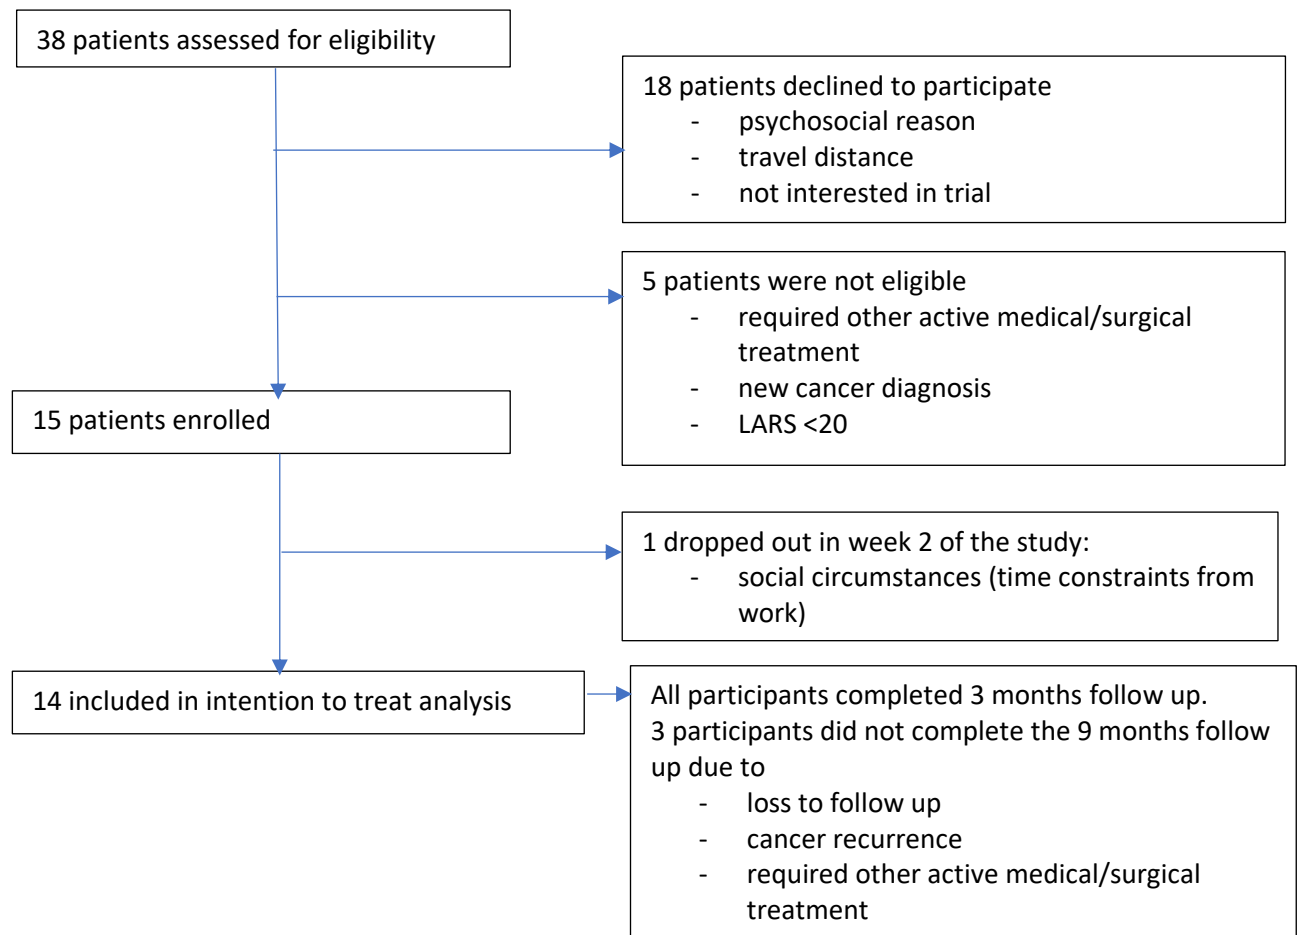 38 patients assessed for eligibility
18 patients declined to participate
- psychosocial reason
- travel distance
- not interested in trial
5 patients were not eligible
- required other active medical/surgical
treatment
- new cancer diagnosis
- LARS <20
15 patients enrolled
1 dropped out in week 2 of the study:
- social circumstances (time constraints from
work)
14 included in intention to treat analysis
All participants completed 3 months follow up.
3 participants did not complete the 9 months follow
up due to
- loss to follow up
- cancer recurrence
- required other active medical/surgical
treatment